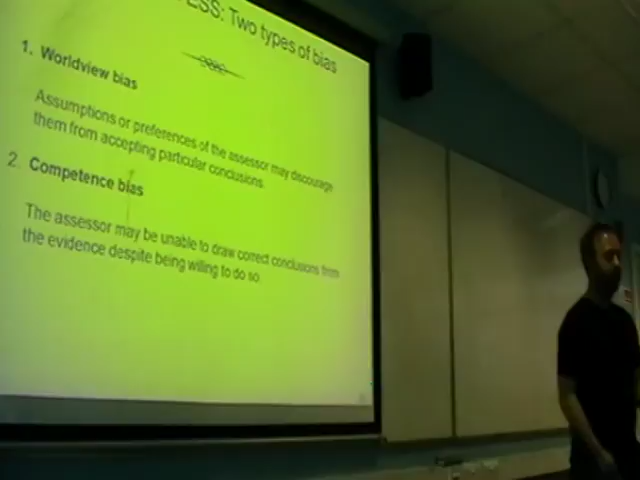 ESS: Two types of bias
1. Worldview bias
Assumptions or preferences of the assessor may discourage
them from accepting particular conclusions.
2. Competence bias
The assessor may be unable to draw correct conclusions from
the evidence despite being willing to do so